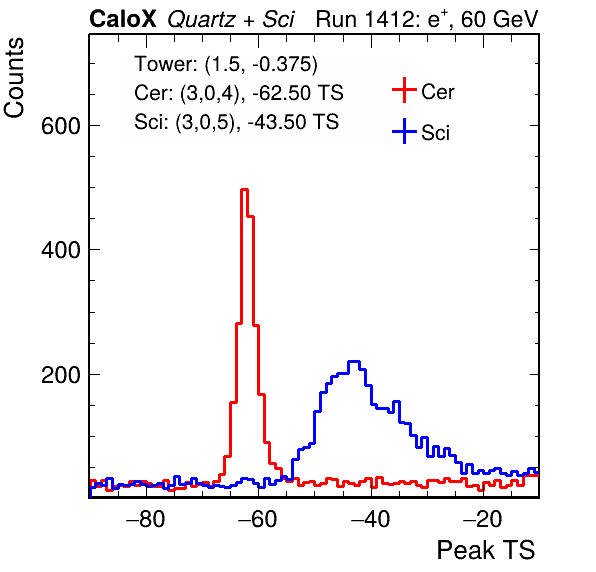 CaloX Quartz + Sci Run 1412: e⁺, 60 GeV
Counts
Tower: (1.5, -0.375)
Cer: (3,0,4), -62.50 TS
Sci: (3,0,5), -43.50 TS
Cer
Sci
600
400
200
−80 −60 −40 −20
Peak TS